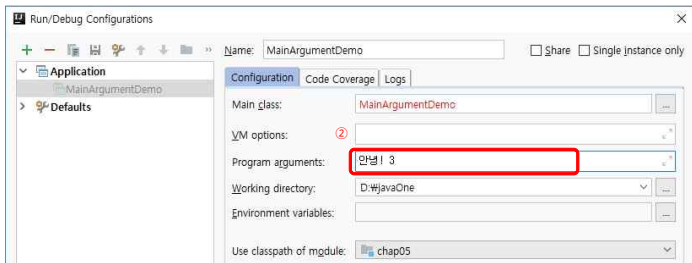 Run/Debug Configurations
Name: MainArgumentDemo Share Single instance only
Application
MainArgumentDemo
Defaults
Configuration Code Coverage Logs
Main class: MainArgumentDemo ...
VM options: ②
Program arguments: 안녕! 3
Working directory: D:₩javaOne ...
Environment variables: ...
Use classpath of module: chap05